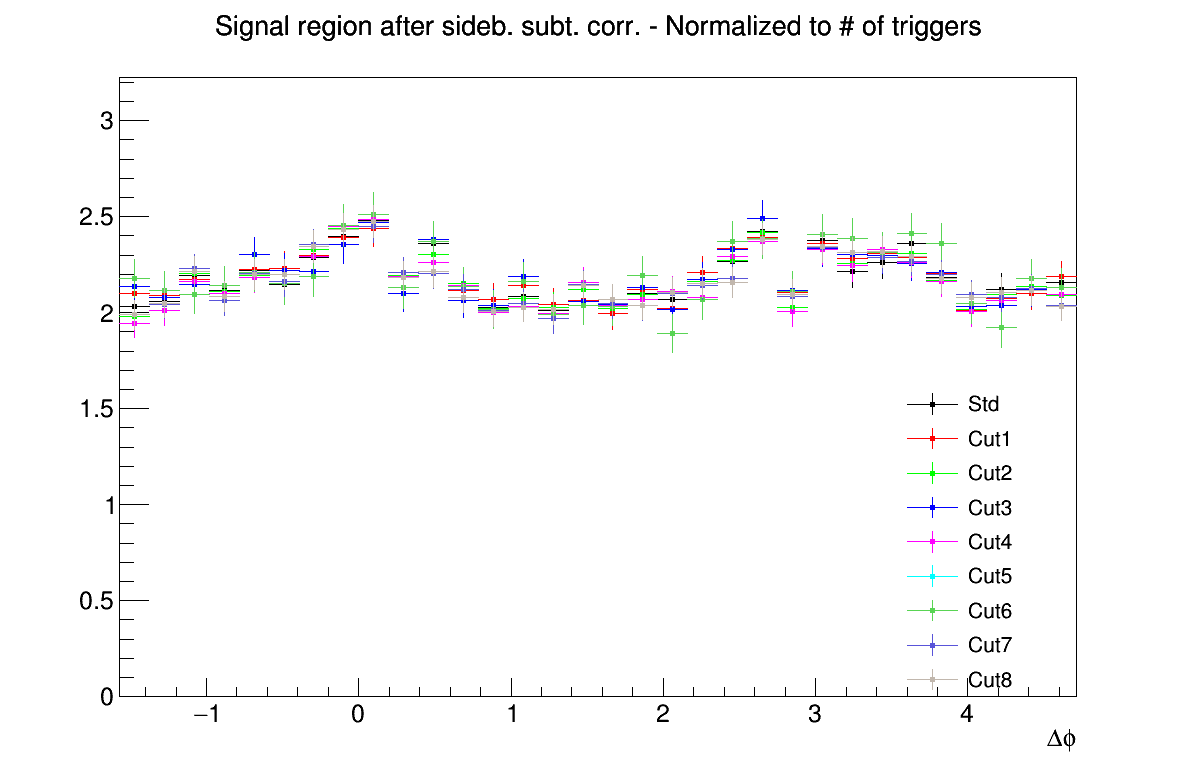 Signal region after sideb. subt. corr. - Normalized to # of triggers
3
2.5
2
1.5
1
0.5
0
Std
Cut1
Cut2
Cut3
Cut4
Cut5
Cut6
Cut7
Cut8
−1 0 1 2 3 4
Δϕ